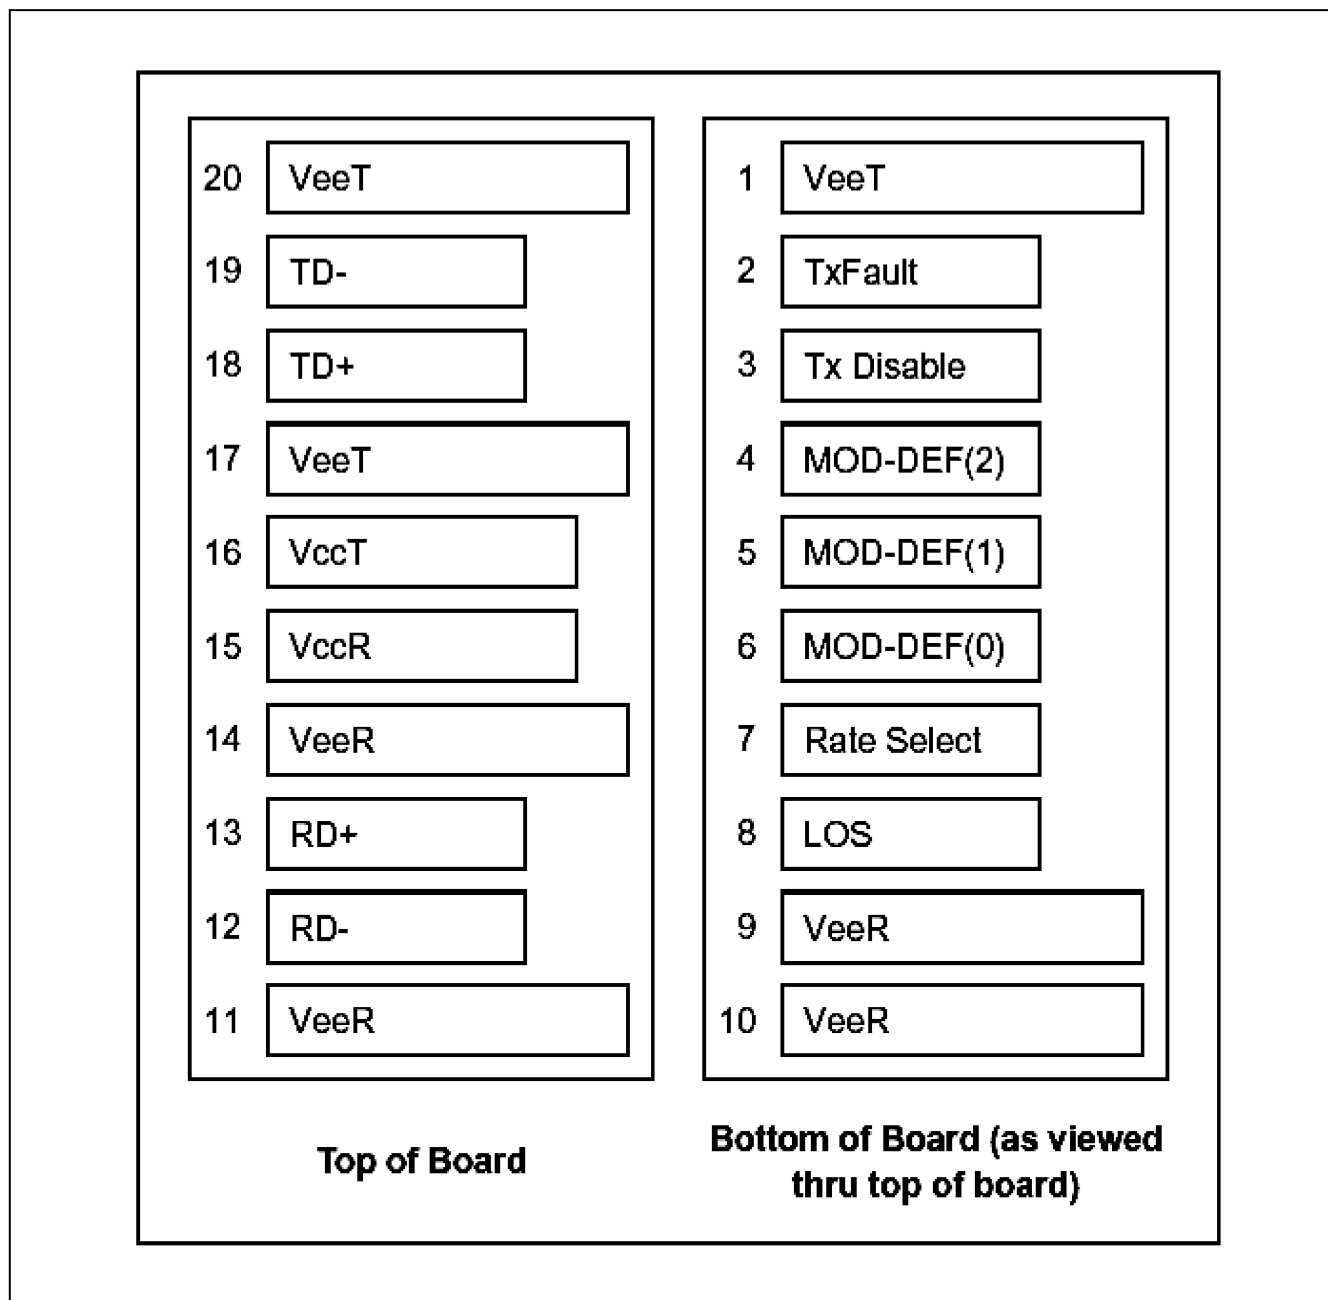 20 VeeT
19 TD-
18 TD+
17 VeeT
16 VccT
15 VccR
14 VeeR
13 RD+
12 RD-
11 VeeR
Top of Board
1 VeeT
2 TxFault
3 Tx Disable
4 MOD-DEF(2)
5 MOD-DEF(1)
6 MOD-DEF(0)
7 Rate Select
8 LOS
9 VeeR
10 VeeR
Bottom of Board (as viewed
thru top of board)